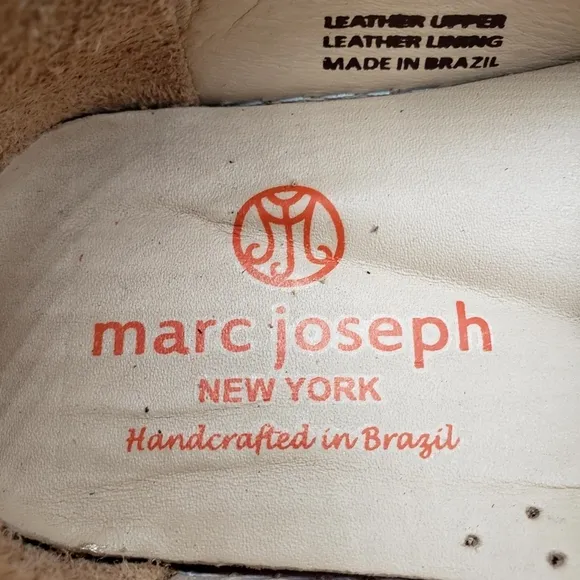 LEATHER UPPER
LEATHER LINING
MADE IN BRAZIL
marc joseph
NEW YORK
Handcrafted in Brazil